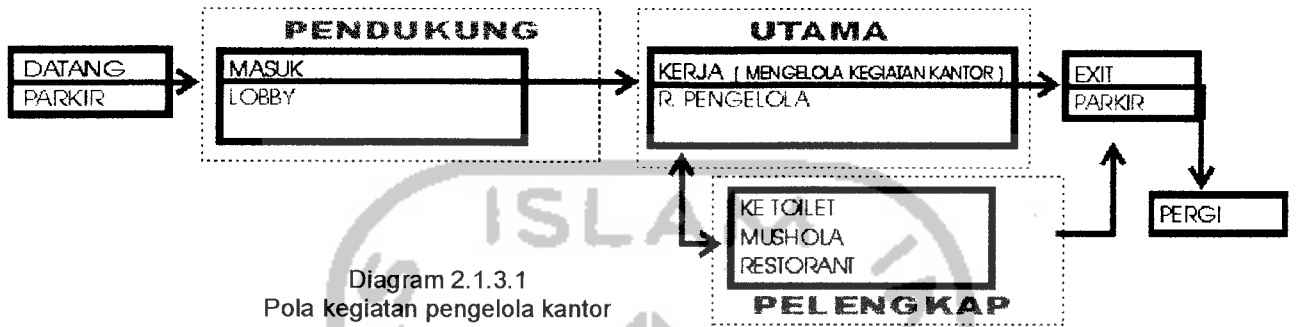 PENDUKUNG
UTAMA
DATANG
PARKIR
MASUK
LOBBY
KERJA ( MENGELOLA KEGIATAN KANTOR )
R. PENGELOLA
EXIT
PARKIR
PERGI
KE TOILET
MUSHOLA
RESTORANT
PELENGKAP
ISLAM
Diagram 2.1.3.1
Pola kegiatan pengelola kantor